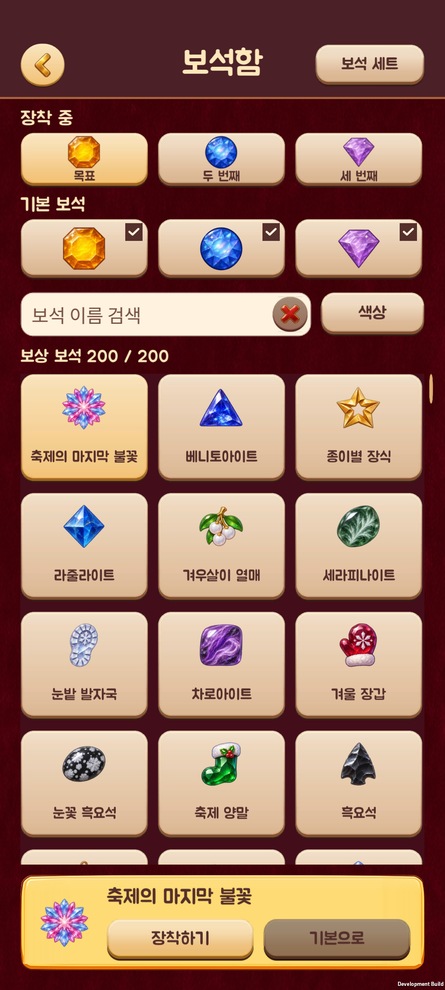 보석함
보석 세트
장착 중
목표
두 번째
세 번째
기본 보석
보석 이름 검색
색상
보상 보석 200 / 200
축제의 마지막 불꽃
베니토아이트
종이별 장식
라줄라이트
겨우살이 열매
세라피나이트
눈밭 발자국
차로아이트
겨울 장갑
눈꽃 흑요석
축제 양말
흑요석
축제의 마지막 불꽃
장착하기
기본으로
Development Build